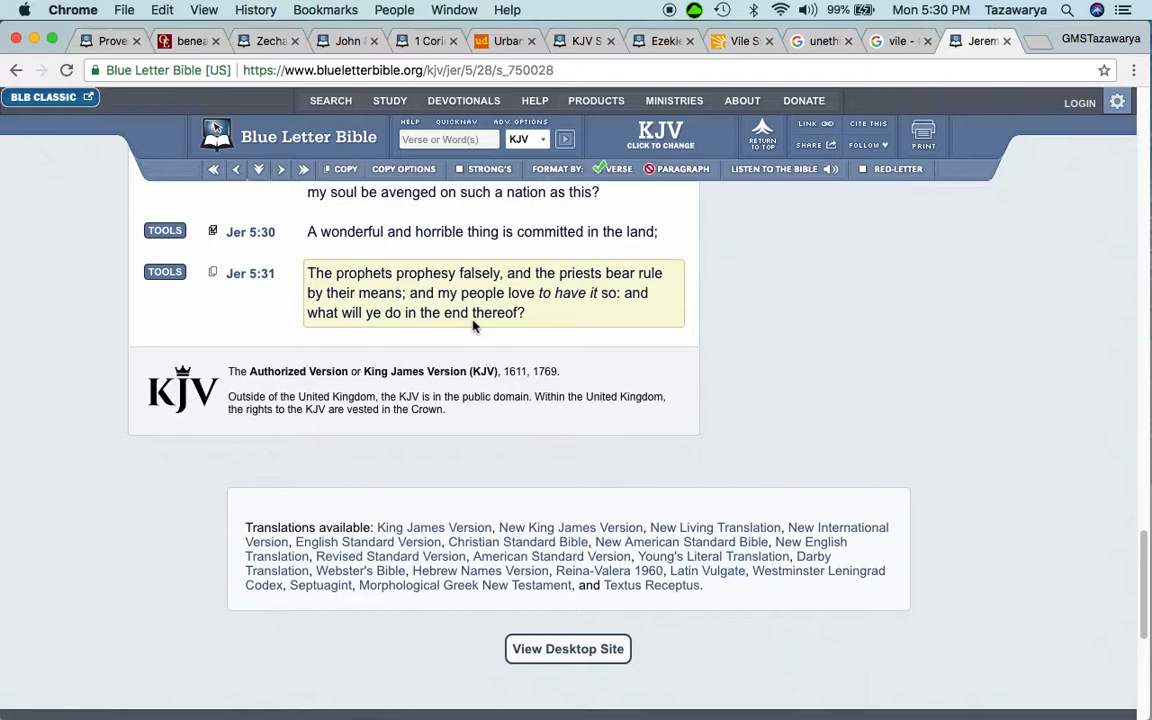 Chrome File Edit View History Bookmarks People Window Help 99% Mon 5:30 PM Tazawarya
Prove benea Zecha John 1 Cori Urban KJV S Ezekie Vile Sy uneth vile - Jerem GMSTazawarya
Blue Letter Bible [US] https://www.blueletterbible.org/kjv/jer/5/28/s_750028
BLB CLASSIC SEARCH STUDY DEVOTIONALS HELP PRODUCTS MINISTRIES ABOUT DONATE LOGIN
HELP QUICKNAV ADV. OPTIONS
Blue Letter Bible Verse or Word(s) KJV KJV CLICK TO CHANGE RETURN TO TOP LINK CITE THIS SHARE FOLLOW PRINT
COPY COPY OPTIONS STRONG'S FORMAT BY: VERSE PARAGRAPH LISTEN TO THE BIBLE RED-LETTER
my soul be avenged on such a nation as this?
TOOLS Jer 5:30 A wonderful and horrible thing is committed in the land;
TOOLS Jer 5:31 The prophets prophesy falsely, and the priests bear rule
by their means; and my people love to have it so: and
what will ye do in the end thereof?
KJV
The Authorized Version or King James Version (KJV), 1611, 1769.
Outside of the United Kingdom, the KJV is in the public domain. Within the United Kingdom,
the rights to the KJV are vested in the Crown.
Translations available: King James Version, New King James Version, New Living Translation, New International
Version, English Standard Version, Christian Standard Bible, New American Standard Bible, New English
Translation, Revised Standard Version, American Standard Version, Young's Literal Translation, Darby
Translation, Webster's Bible, Hebrew Names Version, Reina-Valera 1960, Latin Vulgate, Westminster Leningrad
Codex, Septuagint, Morphological Greek New Testament, and Textus Receptus.
View Desktop Site